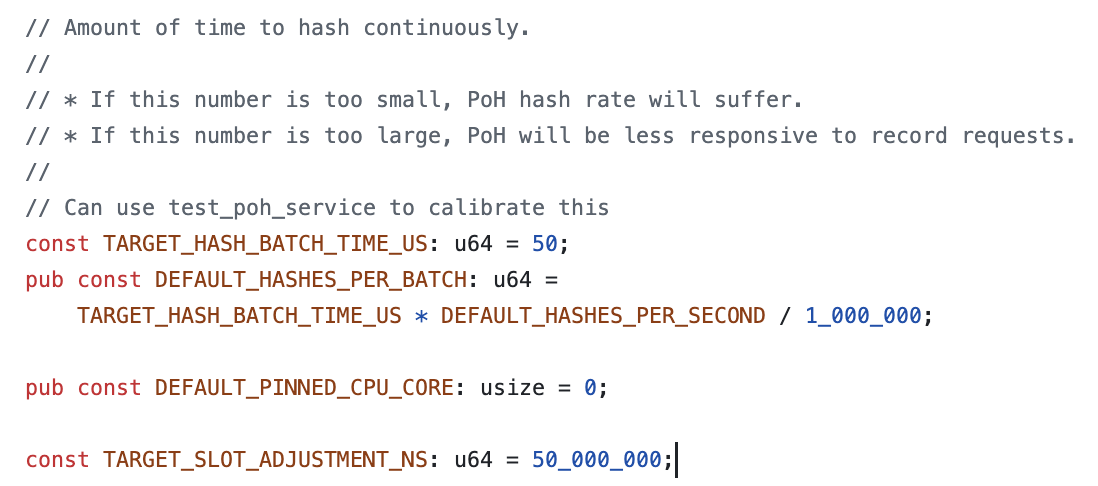 // Amount of time to hash continuously.
//
// * If this number is too small, PoH hash rate will suffer.
// * If this number is too large, PoH will be less responsive to record requests.
//
// Can use test_poh_service to calibrate this
const TARGET_HASH_BATCH_TIME_US: u64 = 50;
pub const DEFAULT_HASHES_PER_BATCH: u64 =
    TARGET_HASH_BATCH_TIME_US * DEFAULT_HASHES_PER_SECOND / 1_000_000;

pub const DEFAULT_PINNED_CPU_CORE: usize = 0;

const TARGET_SLOT_ADJUSTMENT_NS: u64 = 50_000_000;